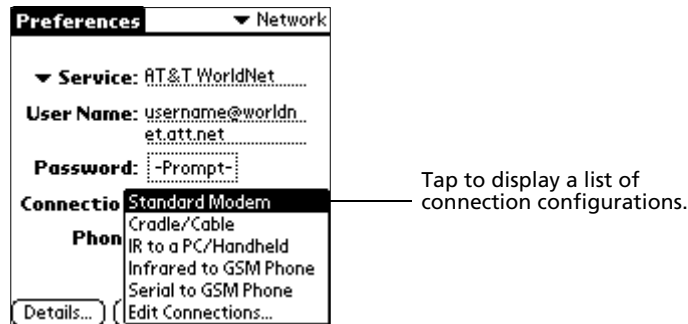 Preferences
Network
Service: AT&T WorldNet
User Name: username@worldn
et.att.net
Password: -Prompt-
Connectio Standard Modem
Cradle/Cable
Phon
IR to a PC/Handheld
Infrared to GSM Phone
Serial to GSM Phone
Details... Edit Connections...
Tap to display a list of
connection configurations.